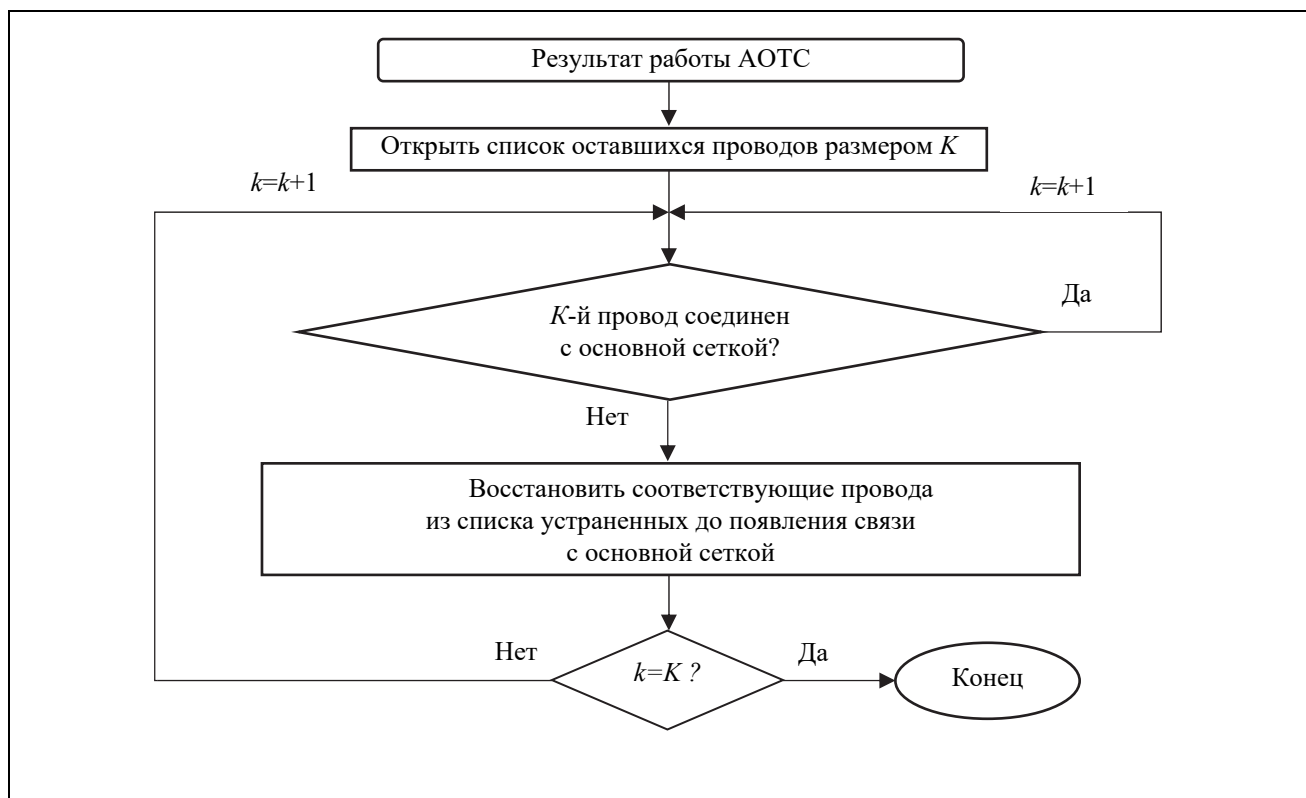 Результат работы АОТС
Открыть список оставшихся проводов размером K
k=k+1
k=k+1
Да
К-й провод соединен
с основной сеткой?
Нет
Восстановить соответствующие провода
из списка устраненных до появления связи
с основной сеткой
Нет
k=K ?
Да
Конец